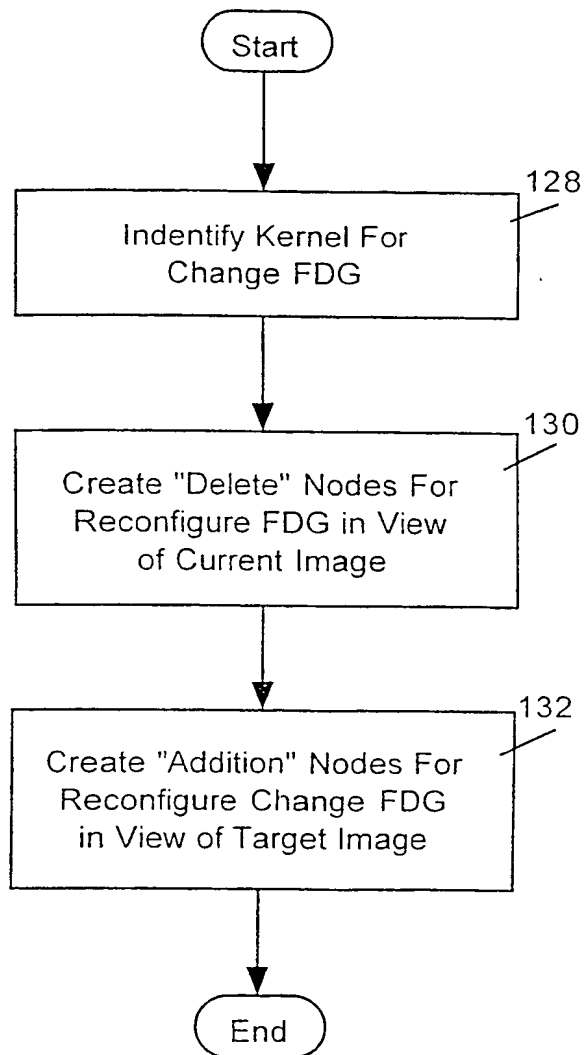 Start
128
Indentify Kernel For
Change FDG
130
Create "Delete" Nodes For
Reconfigure FDG in View
of Current Image
132
Create "Addition" Nodes For
Reconfigure Change FDG
in View of Target Image
End